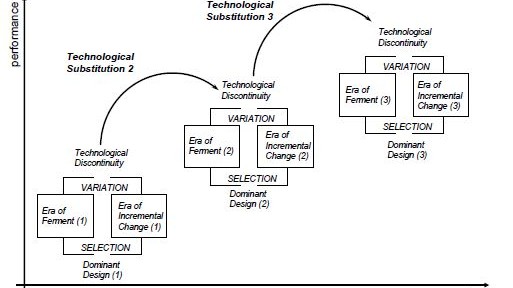 performance
Technological
Substitution 3
Technological
Discontinuity
VARIATION
Era of
Ferment (3)
Era of
Incremental
Change (3)
SELECTION
Dominant
Design (3)
Technological
Substitution 2
Technological
Discontinuity
VARIATION
Era of
Ferment (2)
Era of
Incremental
Change (2)
SELECTION
Dominant
Design (2)
Technological
Discontinuity
VARIATION
Era of
Ferment (1)
Era of
Incremental
Change (1)
SELECTION
Dominant
Design (1)